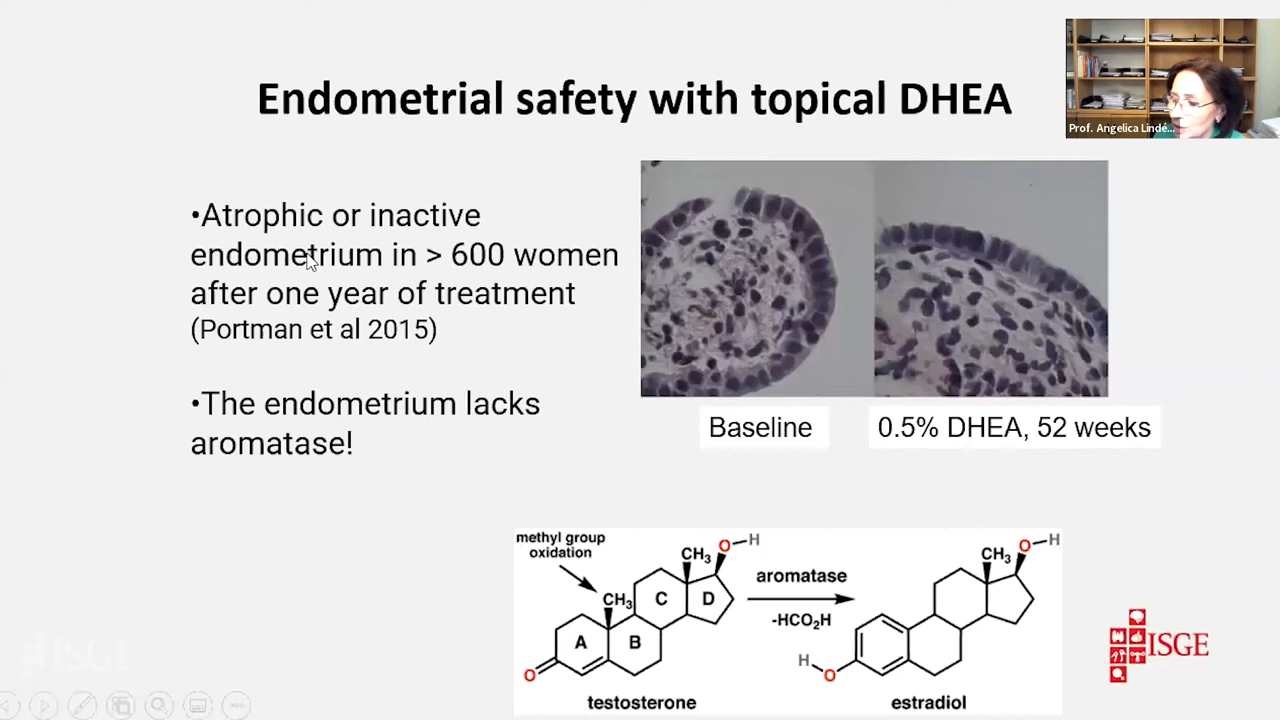 Endometrial safety with topical DHEA
Prof. Angelica Lindé...
•Atrophic or inactive
endometrium in > 600 women
after one year of treatment
(Portman et al 2015)
•The endometrium lacks
aromatase!
Baseline
0.5% DHEA, 52 weeks
methyl group
oxidation
CH3
CH3
O
H
A
B
C
D
O
testosterone
aromatase
-HCO2H
CH3
O
H
H
O
estradiol
ISGE
ISGE